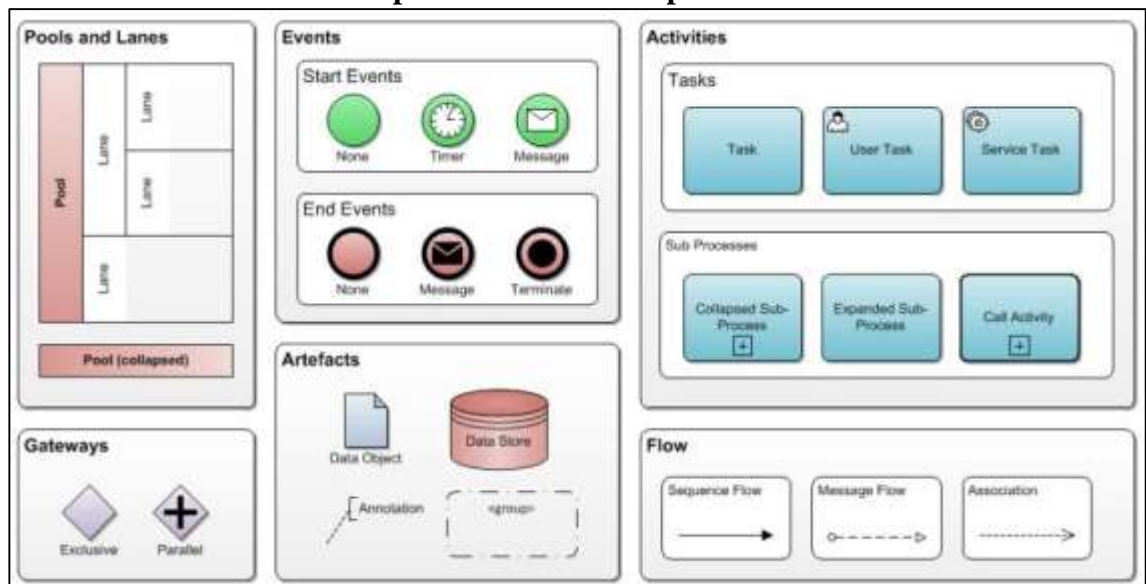 Pools and Lanes
Pool
Lane
Lane
Lane
Lane
Pool (collapsed)
Gateways
Exclusive
Parallel
Events
Start Events
None
Timer
Message
End Events
None
Message
Terminate
Artefacts
Data Object
Data Store
Annotation
<group>
Activities
Tasks
Task
User Task
Service Task
Sub Processes
Collapsed Sub-
Process
Expanded Sub-
Process
Call Activity
Flow
Sequence Flow
Message Flow
Association